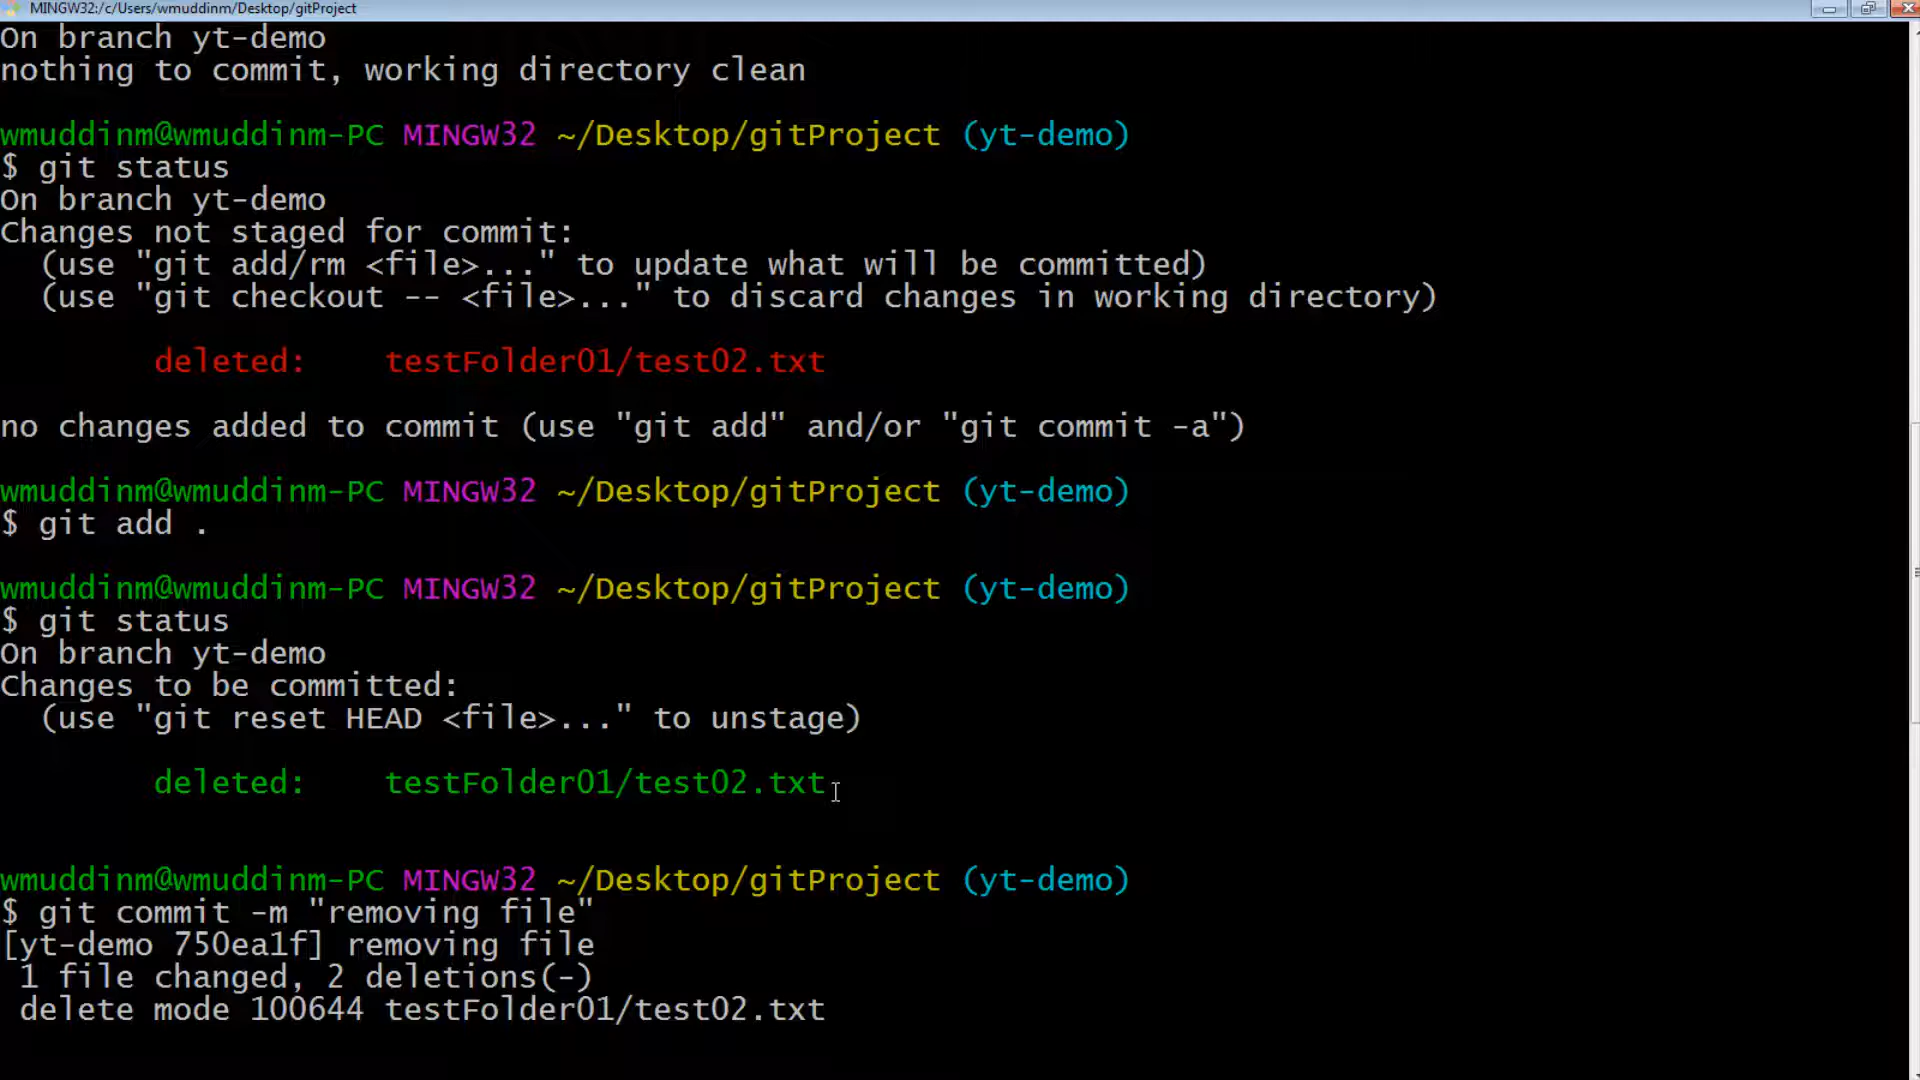 MINGW32:/c/Users/wmuddinm/Desktop/gitProject
On branch yt-demo
nothing to commit, working directory clean
wmuddinm@wmuddinm-PC MINGW32 ~/Desktop/gitProject (yt-demo)
$ git status
On branch yt-demo
Changes not staged for commit:
  (use "git add/rm <file>..." to update what will be committed)
  (use "git checkout -- <file>..." to discard changes in working directory)
        deleted:    testFolder01/test02.txt
no changes added to commit (use "git add" and/or "git commit -a")
wmuddinm@wmuddinm-PC MINGW32 ~/Desktop/gitProject (yt-demo)
$ git add .
wmuddinm@wmuddinm-PC MINGW32 ~/Desktop/gitProject (yt-demo)
$ git status
On branch yt-demo
Changes to be committed:
  (use "git reset HEAD <file>..." to unstage)
        deleted:    testFolder01/test02.txt
wmuddinm@wmuddinm-PC MINGW32 ~/Desktop/gitProject (yt-demo)
$ git commit -m "removing file"
[yt-demo 750ea1f] removing file
 1 file changed, 2 deletions(-)
 delete mode 100644 testFolder01/test02.txt